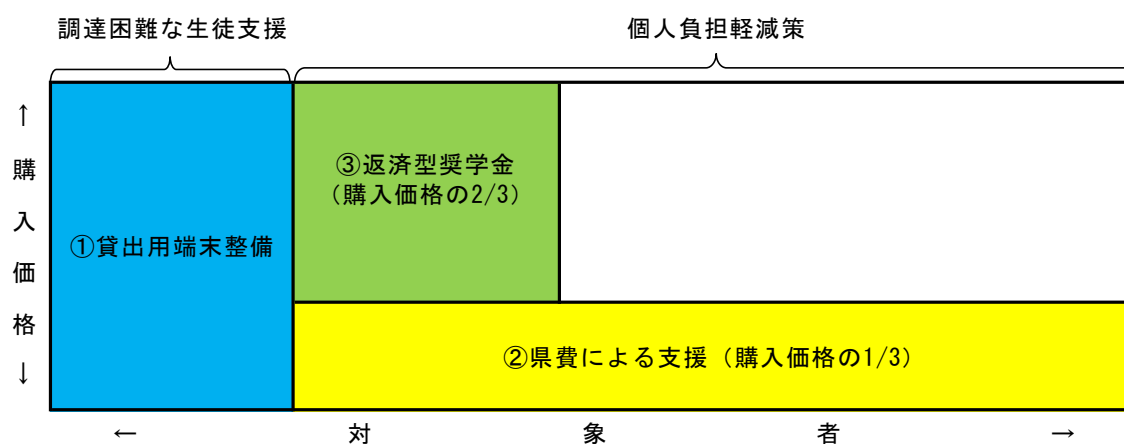 調達困難な生徒支援
個人負担軽減策
↑購入価格↓
①貸出用端末整備
③返済型奨学金
(購入価格の2/3)
②県費による支援(購入価格の1/3)
← 対象者 →